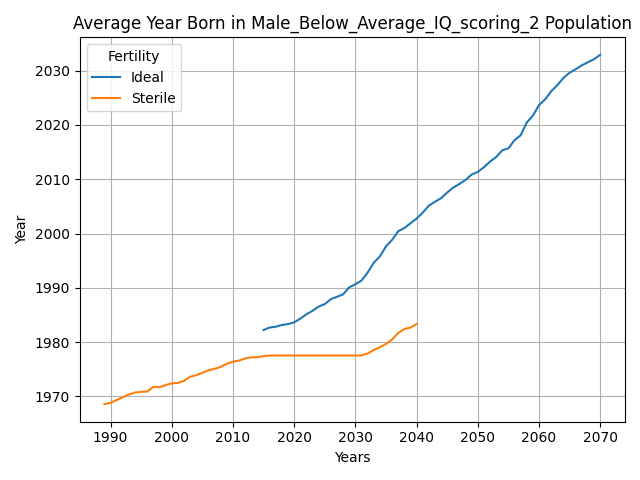 Average Year Born in Male_Below_Average_IQ_scoring_2 Population
Fertility
Ideal
Sterile
Year
2030
2020
2010
2000
1990
1980
1970
1990 2000 2010 2020 2030 2040 2050 2060 2070
Years